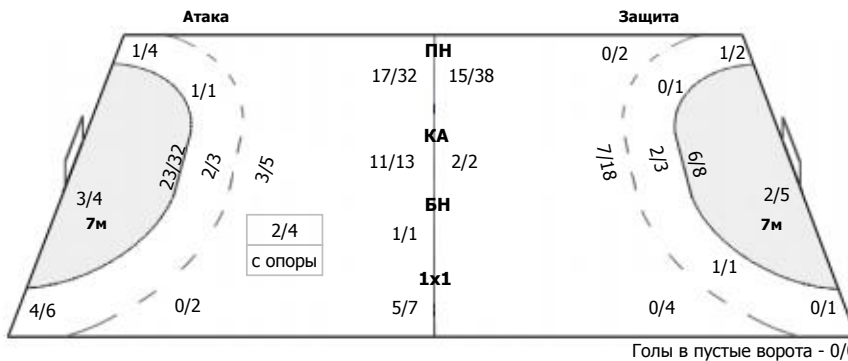 Атака Защита
1/4 ПН 0/2 1/2
17/32 15/38
1/1 0/1
КА
23/32 2/3 3/5 11/13 2/2 7/18 2/3 6/8
3/4 2/5
7м БН 7м
2/4 1/1
с опоры
1/1
1x1
4/6 0/2 5/7 0/4 0/1
Голы в пустые ворота - 0/